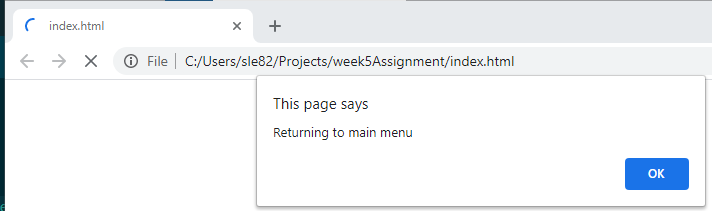 index.html
File C:/Users/sle82/Projects/week5Assignment/index.html
This page says
Returning to main menu
OK